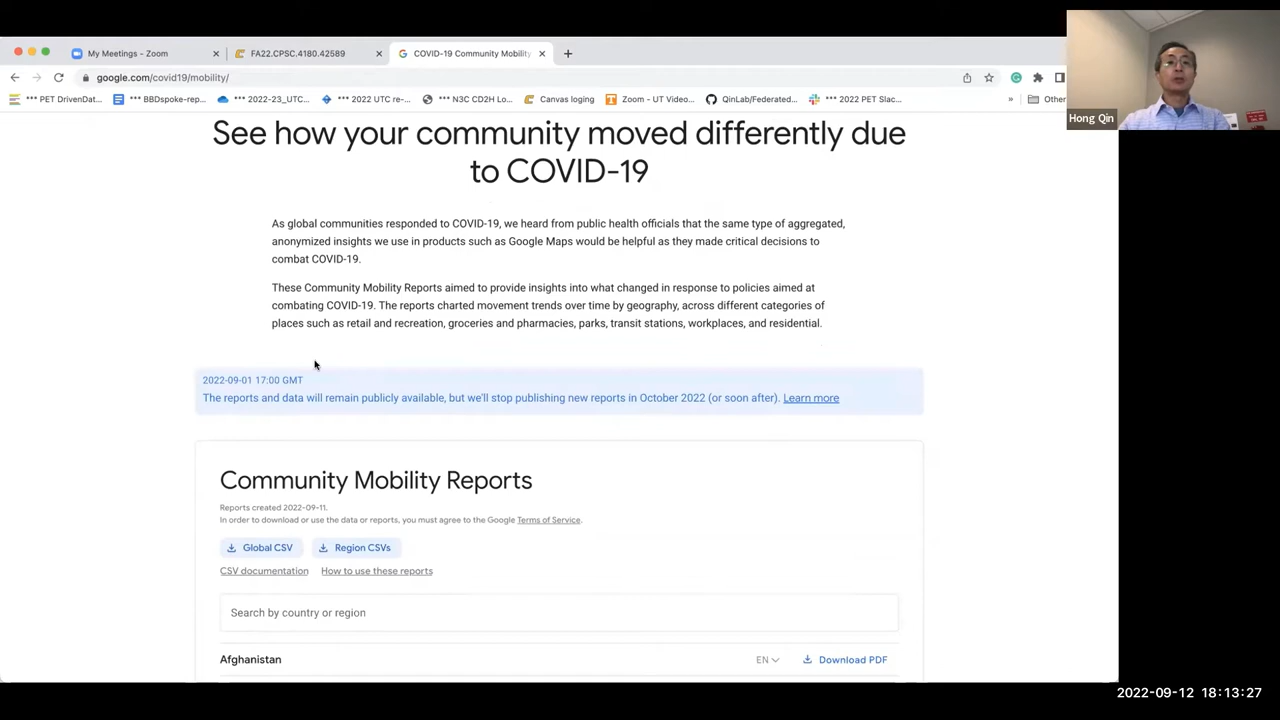 My Meetings - Zoom
FA22.CPSC.4180.42589
COVID-19 Community Mobility
google.com/covid19/mobility/
*** PET DrivenDat...
*** BBDspoke-rep...
*** 2022-23_UTC...
*** 2022 UTC re-...
*** N3C CD2H Lo...
Canvas loging
Zoom - UT Video...
QinLab/Federated...
*** 2022 PET Slac...
»
Other
Hong Qin
See how your community moved differently due
to COVID-19
As global communities responded to COVID-19, we heard from public health officials that the same type of aggregated,
anonymized insights we use in products such as Google Maps would be helpful as they made critical decisions to
combat COVID-19.
These Community Mobility Reports aimed to provide insights into what changed in response to policies aimed at
combating COVID-19. The reports charted movement trends over time by geography, across different categories of
places such as retail and recreation, groceries and pharmacies, parks, transit stations, workplaces, and residential.
2022-09-01 17:00 GMT
The reports and data will remain publicly available, but we'll stop publishing new reports in October 2022 (or soon after). Learn more
Community Mobility Reports
Reports created 2022-09-11.
In order to download or use the data or reports, you must agree to the Google Terms of Service.
Global CSV
Region CSVs
CSV documentation
How to use these reports
Search by country or region
Afghanistan
EN
Download PDF
2022-09-12 18:13:27